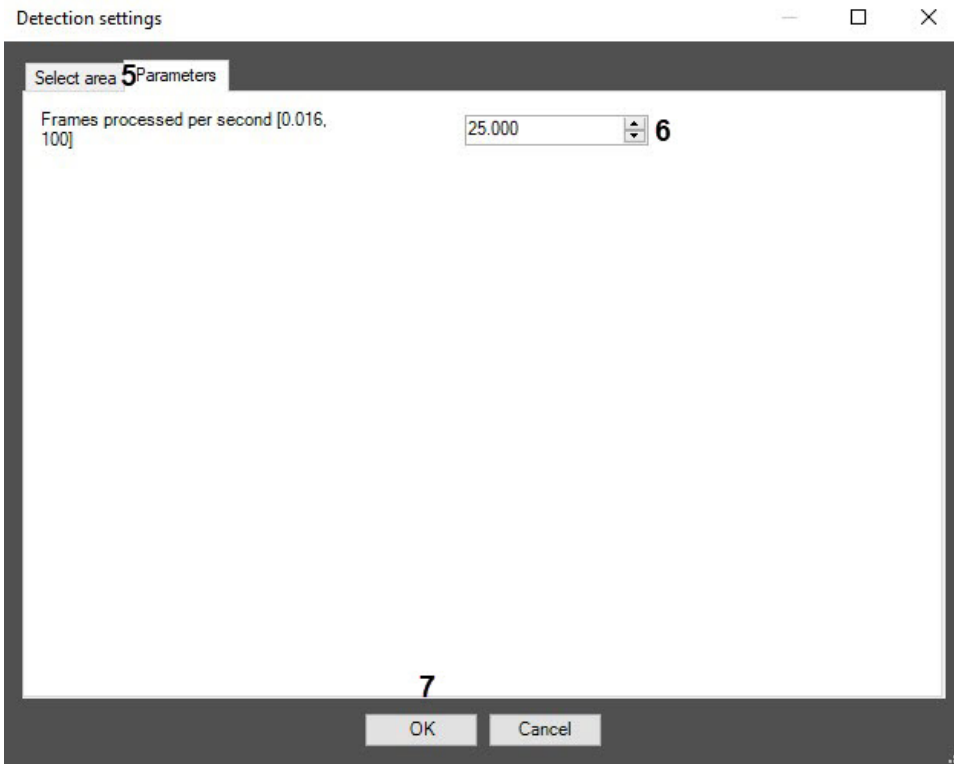 Detection settings
Select area 5 Parameters
Frames processed per second [0.016,
100]
25.000 6
7
OK Cancel